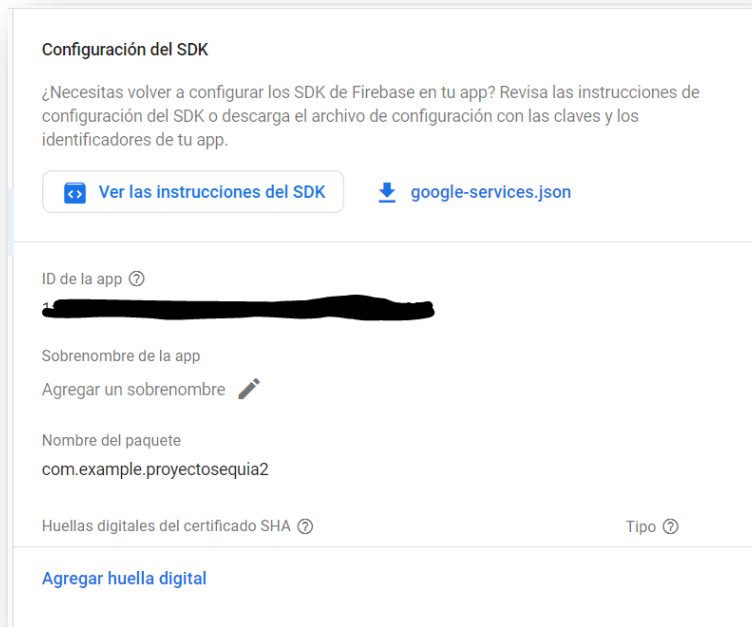 Configuración del SDK
¿Necesitas volver a configurar los SDK de Firebase en tu app? Revisa las instrucciones de
configuración del SDK o descarga el archivo de configuración con las claves y los
identificadores de tu app.
Ver las instrucciones del SDK
google-services.json
ID de la app
Sobrenombre de la app
Agregar un sobrenombre
Nombre del paquete
com.example.proyectosequia2
Huellas digitales del certificado SHA
Tipo
Agregar huella digital